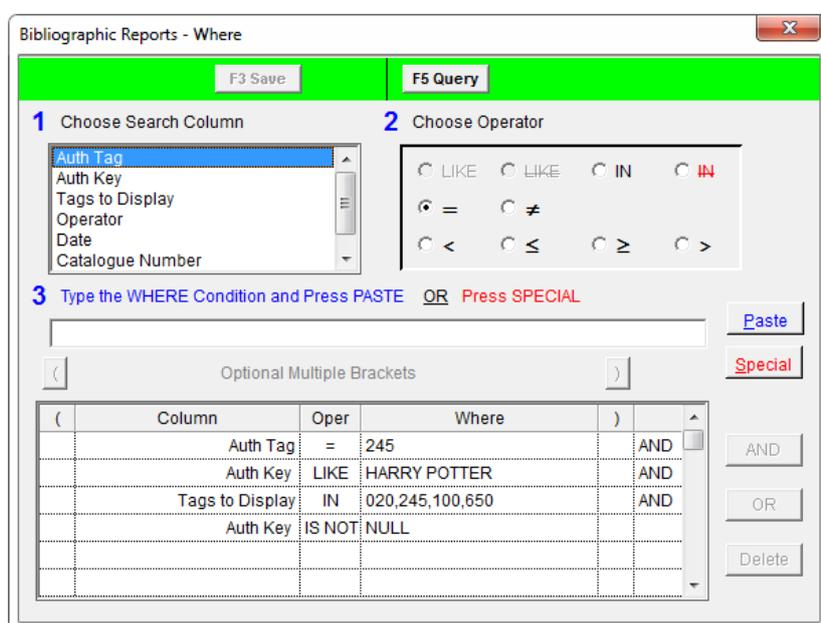 Bibliographic Reports - Where
F3 Save F5 Query
1 Choose Search Column 2 Choose Operator
Auth Tag
Auth Key
Tags to Display
Operator
Date
Catalogue Number
LIKE LIKE IN IN
= ≠
< ≤ ≥ >
3 Type the WHERE Condition and Press PASTE OR Press SPECIAL
Paste
( Optional Multiple Brackets ) Special
( Column Oper Where )
Auth Tag = 245 AND
Auth Key LIKE HARRY POTTER AND
Tags to Display IN 020,245,100,650 AND
Auth Key IS NOT NULL
AND
OR
Delete